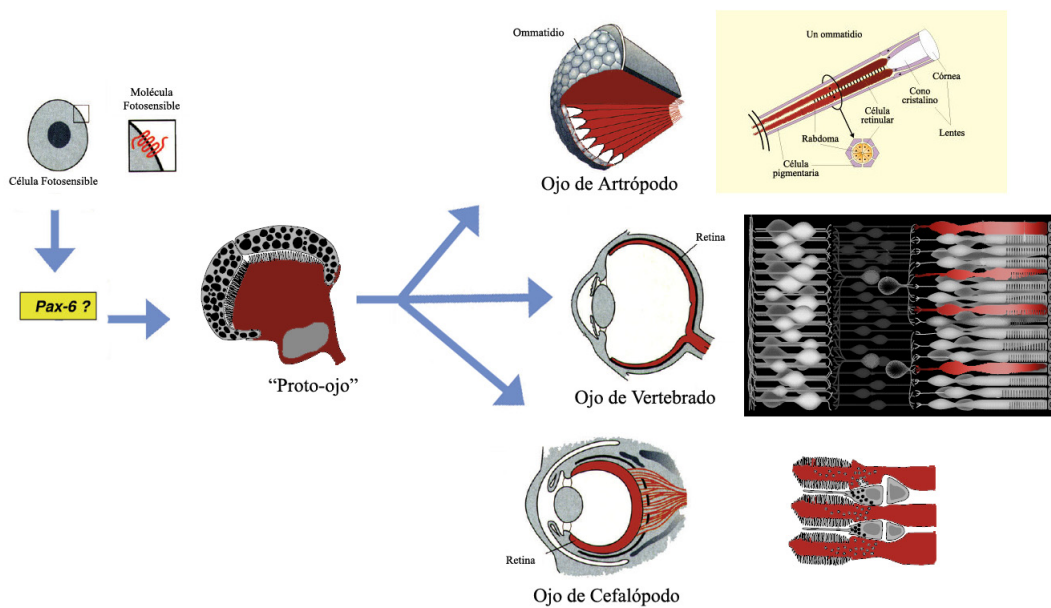 Molécula
Fotosensible
Célula Fotosensible
Pax-6 ?
“Proto-ojo”
Ommatidio
Ojo de Artrópodo
Un ommatidio
Córnea
Cono
cristalino
Célula
retinular
Lentes
Rabdoma
Célula
pigmentaria
Retina
Ojo de Vertebrado
Retina
Ojo de Cefalópodo